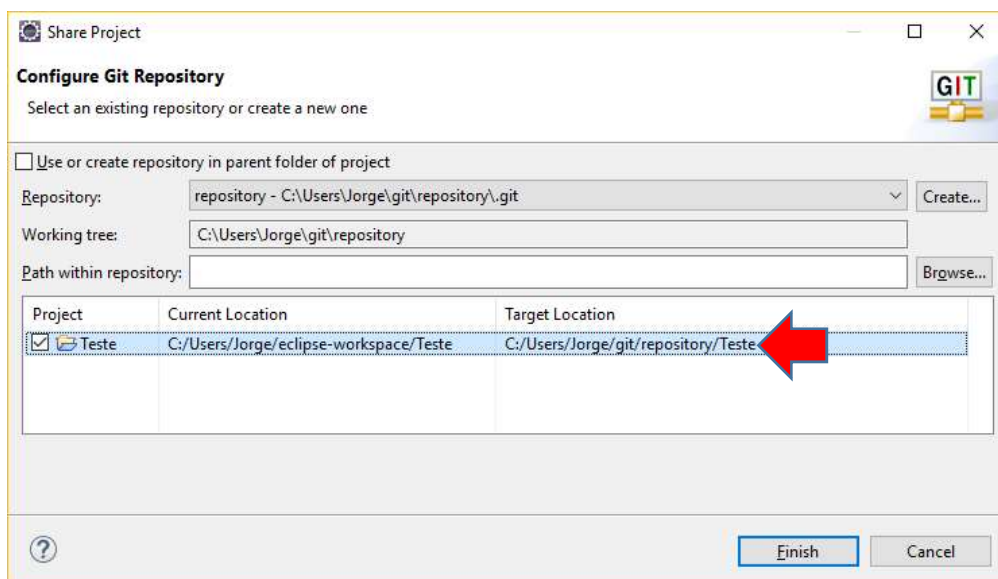 Share Project
Configure Git Repository
Select an existing repository or create a new one
GIT
Use or create repository in parent folder of project
Repository: repository - C:\Users\Jorge\git\repository\.git Create...
Working tree: C:\Users\Jorge\git\repository
Path within repository: Browse...
Project Current Location Target Location
Teste C:/Users/Jorge/eclipse-workspace/Teste C:/Users/Jorge/git/repository/Teste
? Finish Cancel